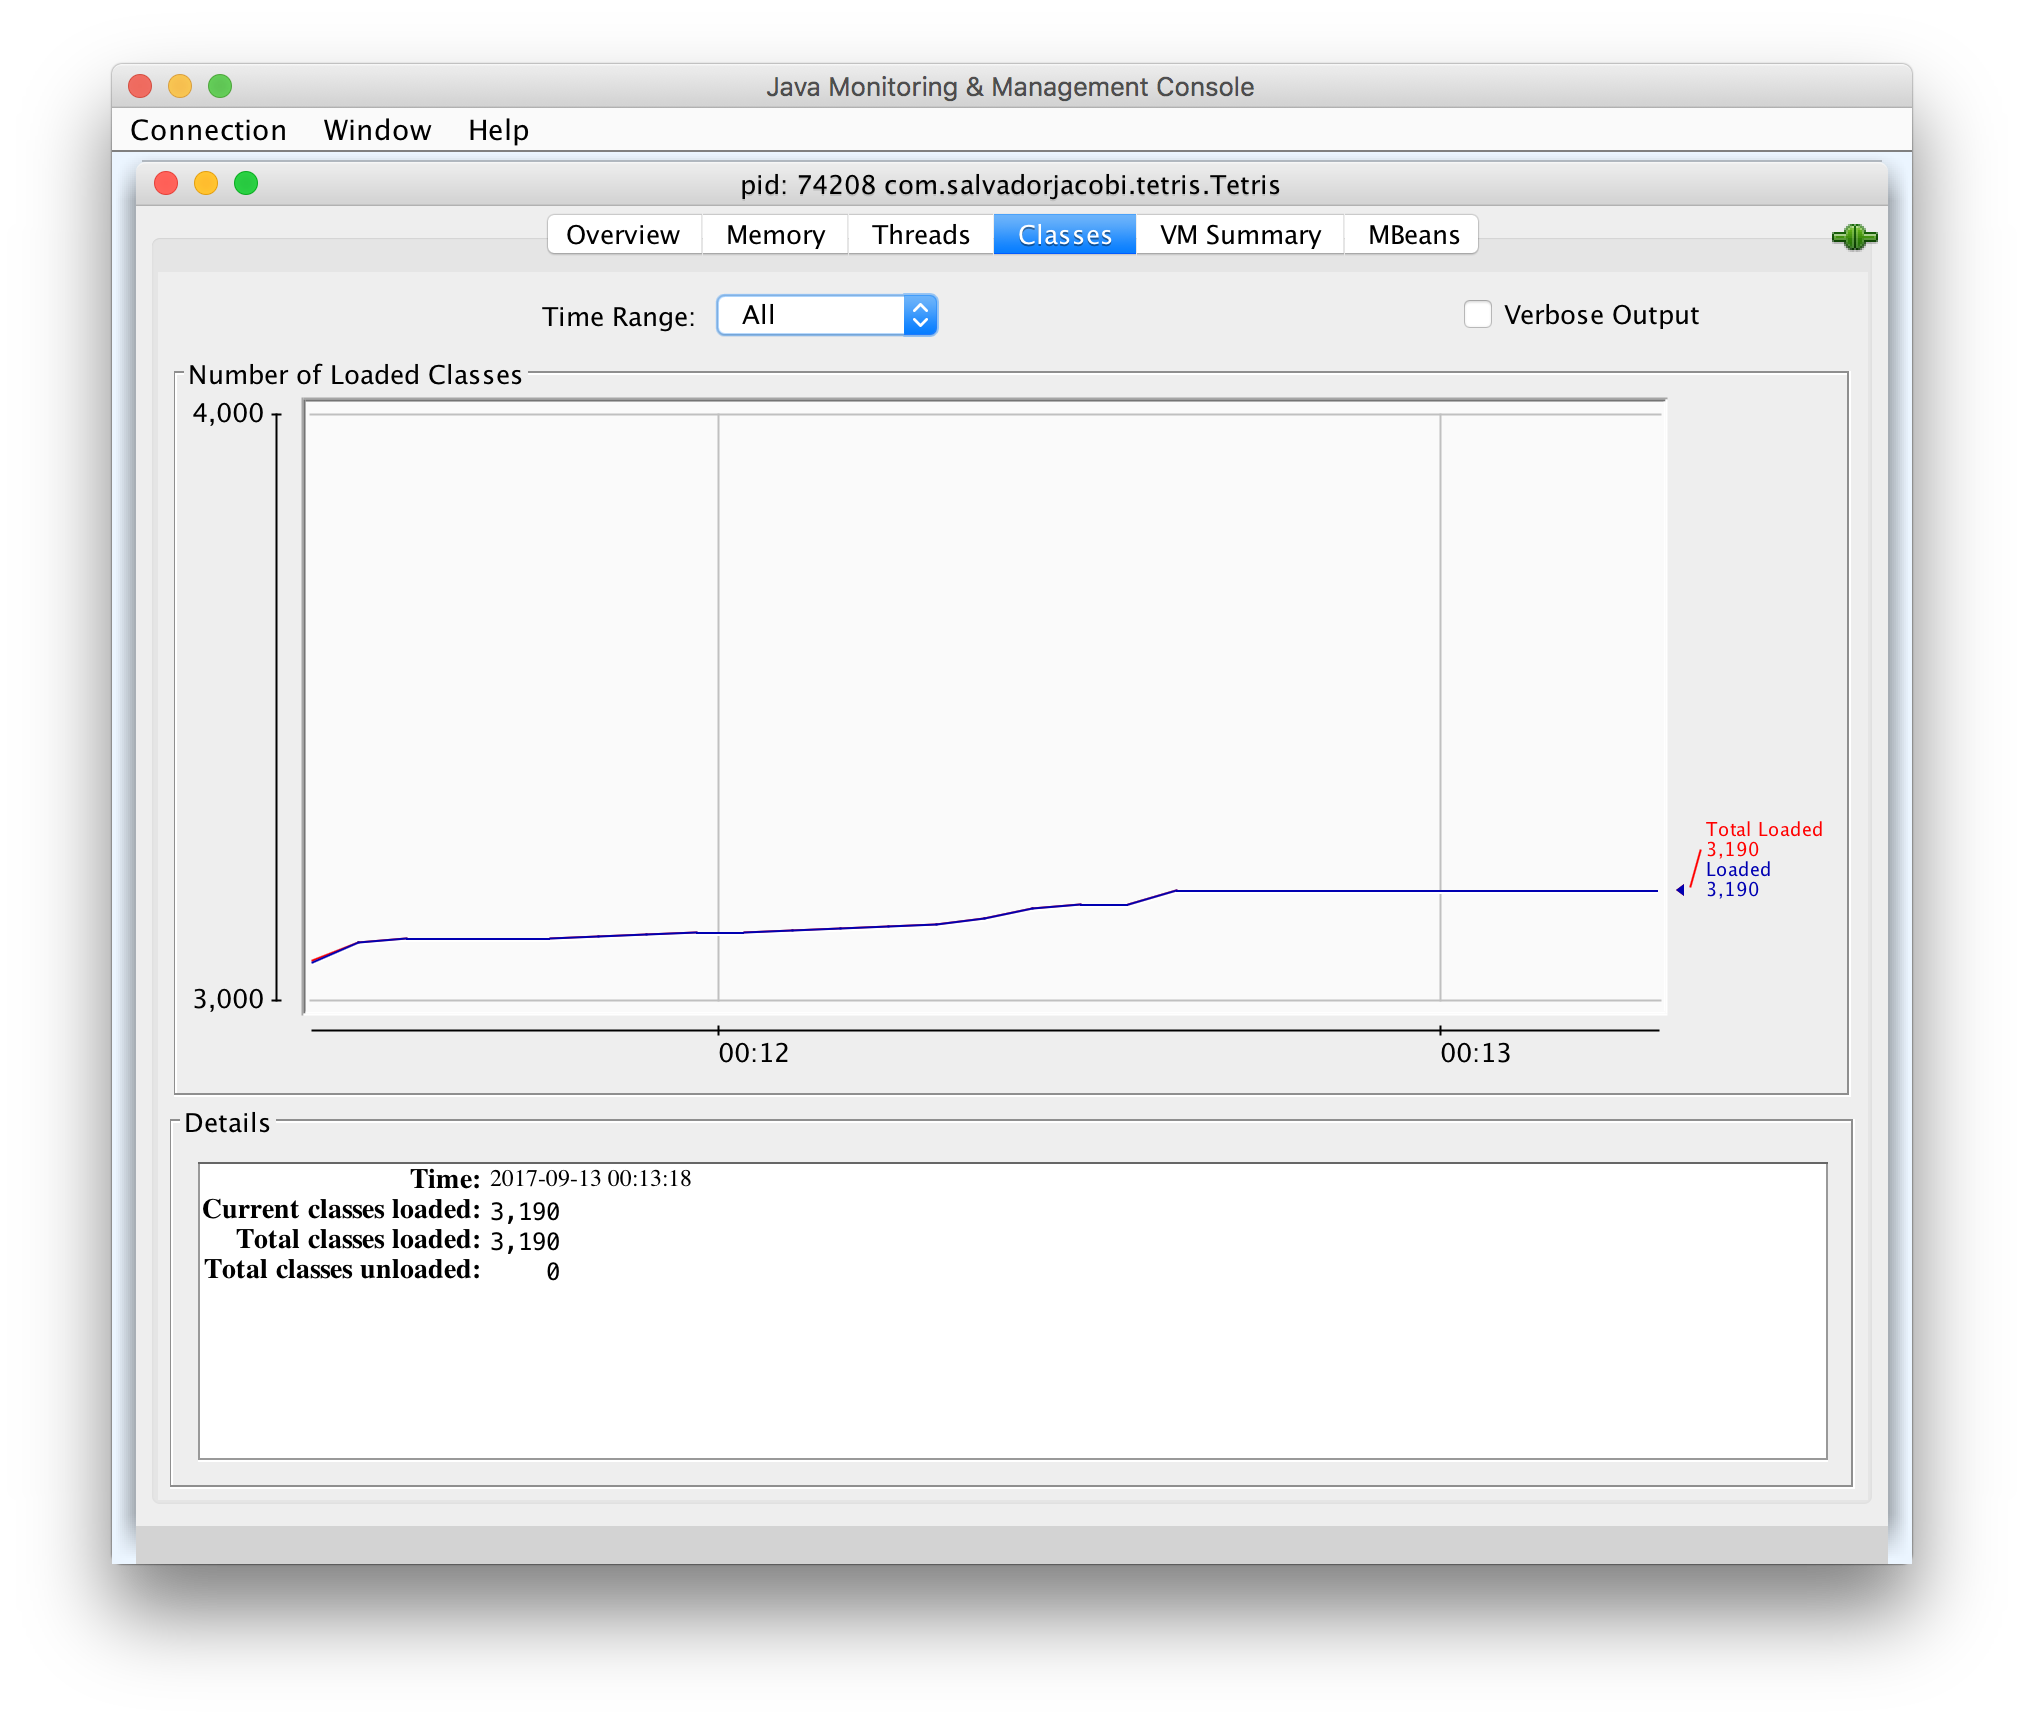 Java Monitoring & Management Console
Connection Window Help
pid: 74208 com.salvadorjacobi.tetris.Tetris
Overview Memory Threads Classes VM Summary MBeans
Time Range: All Verbose Output
Number of Loaded Classes
4,000
Total Loaded
3,190
Loaded
3,190
3,000
00:12 00:13
Details
Time: 2017-09-13 00:13:18
Current classes loaded: 3,190
Total classes loaded: 3,190
Total classes unloaded: 0